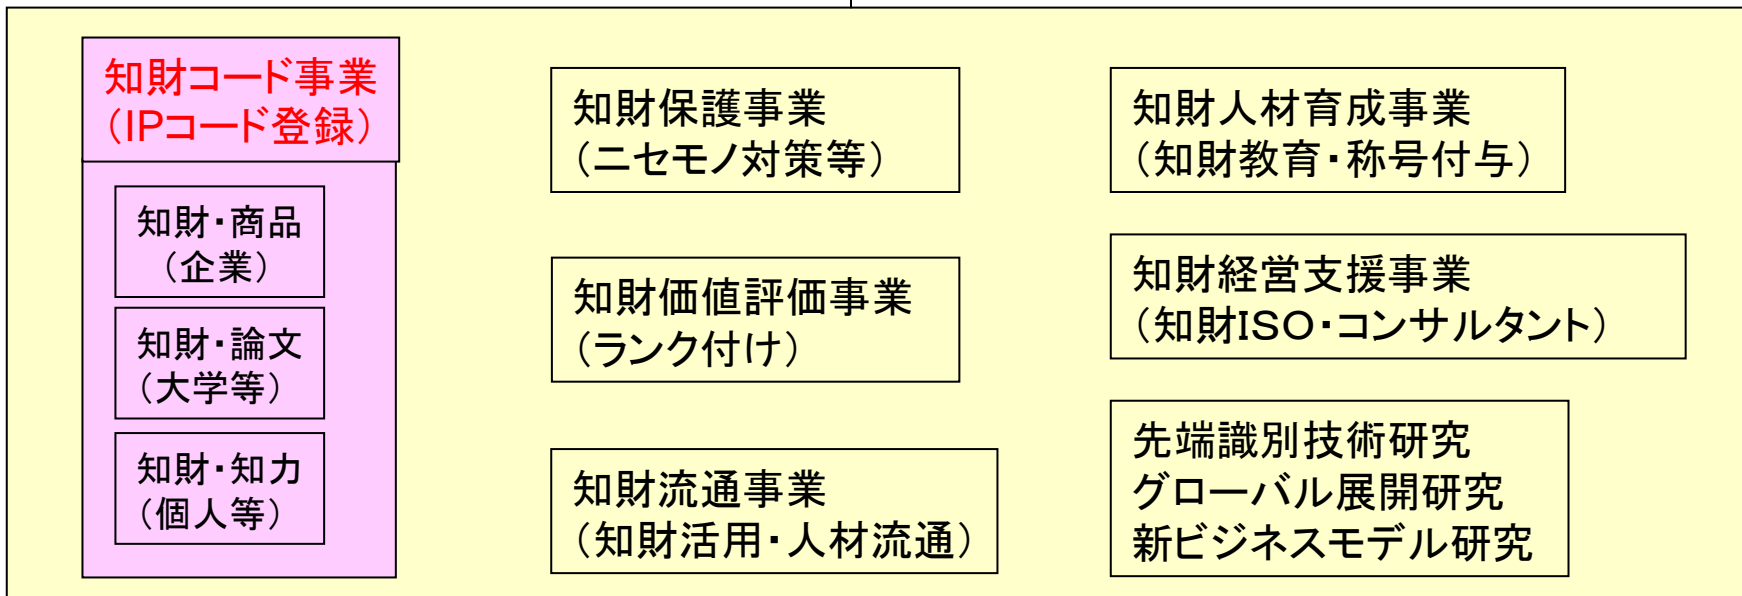 知財コード事業
（IPコード登録）
知財・商品
（企業）
知財・論文
（大学等）
知財・知力
（個人等）
知財保護事業
（ニセモノ対策等）
知財価値評価事業
（ランク付け）
知財流通事業
（知財活用・人材流通）
知財人材育成事業
（知財教育・称号付与）
知財経営支援事業
（知財ISO・コンサルタント）
先端識別技術研究
グローバル展開研究
新ビジネスモデル研究